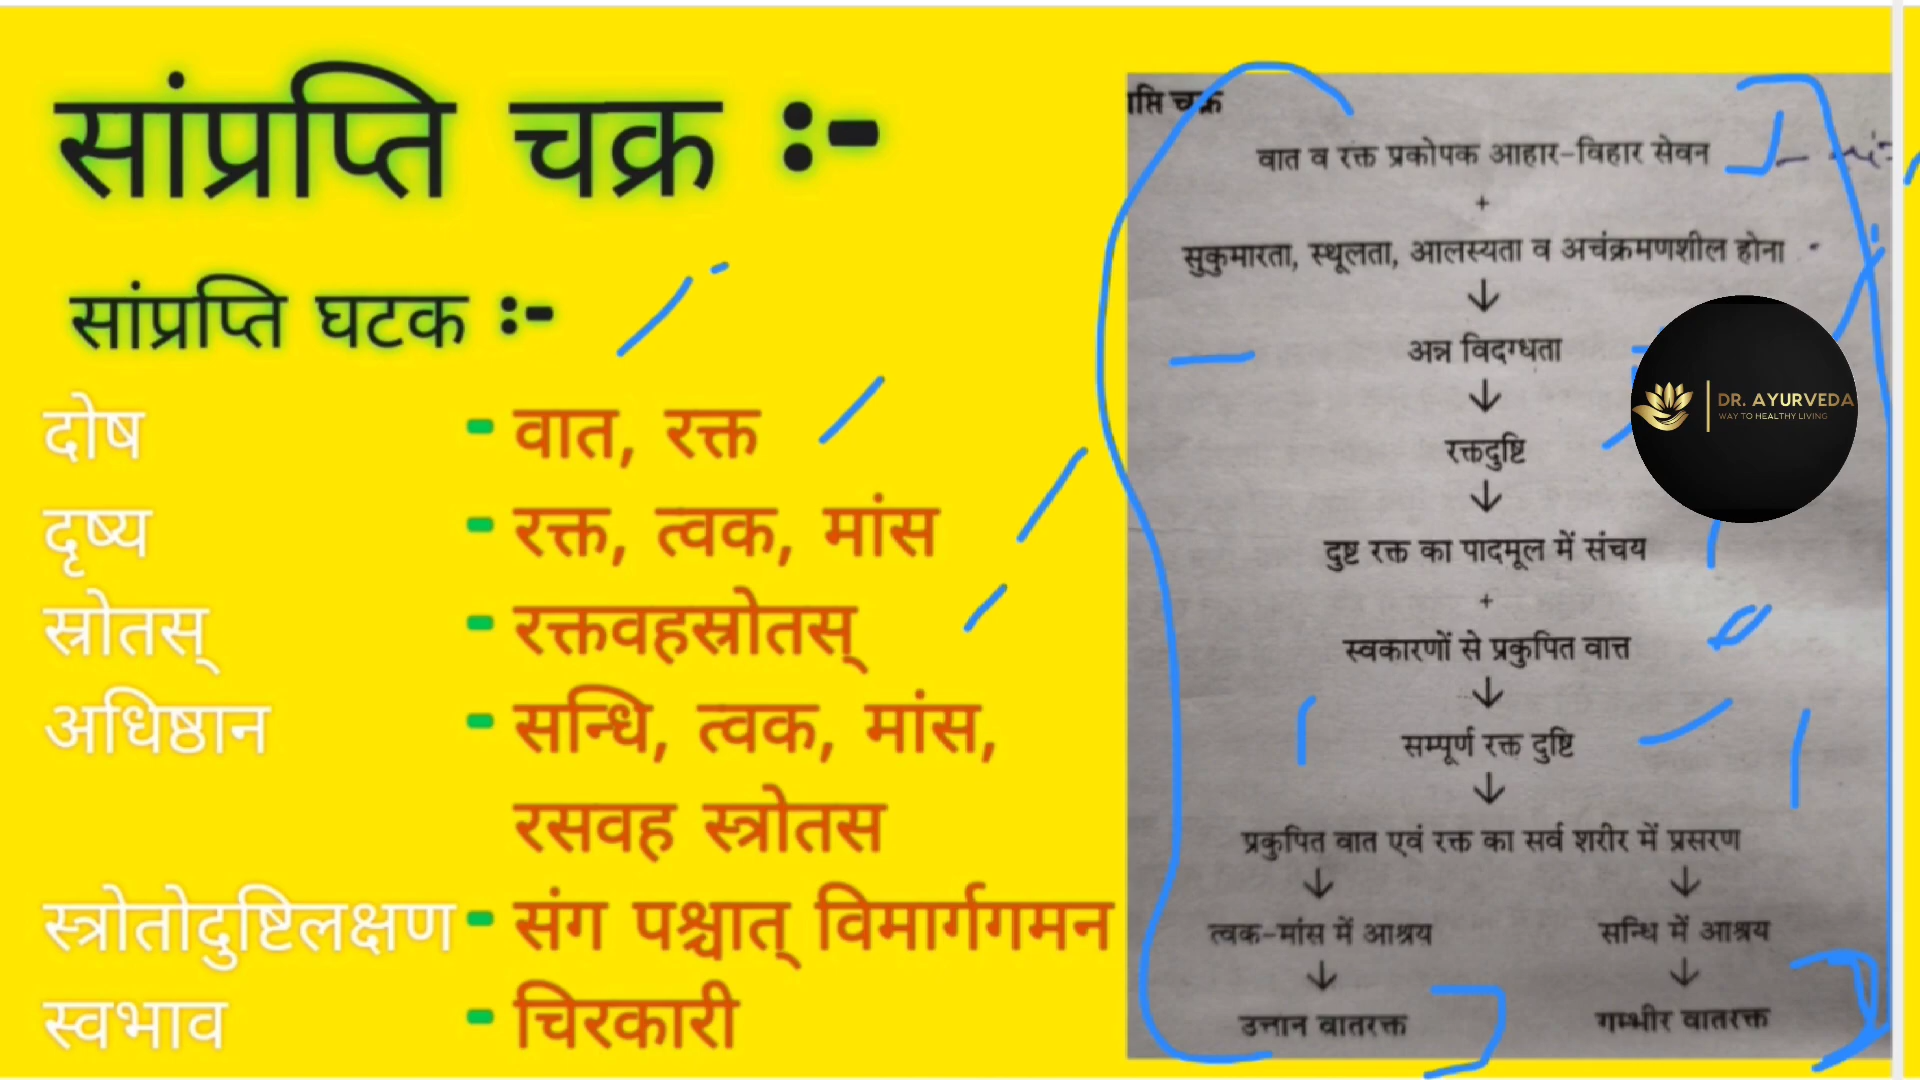 सांप्रप्ति चक्र :-
सांप्रप्ति घटक :-
दोष - वात, रक्त
दृष्य - रक्त, त्वक, मांस
स्रोतस् - रक्तवहस्रोतस्
अधिष्ठान - सन्धि, त्वक, मांस,
रसवह स्त्रोतस
स्त्रोतोदुष्टिलक्षण - संग पश्चात् विमार्गगमन
स्वभाव - चिरकारी
चक्र
वात व रक्त प्रकोपक आहार-विहार सेवन
+
सुकुमारता, स्थूलता, आलस्यता व अचंक्रमणशील होना
↓
अन्न विदग्धता
↓
रक्तदुष्टि
↓
दुष्ट रक्त का पादमूल में संचय
+
स्वकारणों से प्रकुपित वात्त
↓
सम्पूर्ण रक्त दुष्टि
↓
प्रकुपित वात एवं रक्त का सर्व शरीर में प्रसरण
↓ ↓
त्वक-मांस में आश्रय सन्धि में आश्रय
↓ ↓
उत्तान वातरक्त गम्भीर वातरक्त
DR. AYURVEDA
WAY TO HEALTHY LIVING